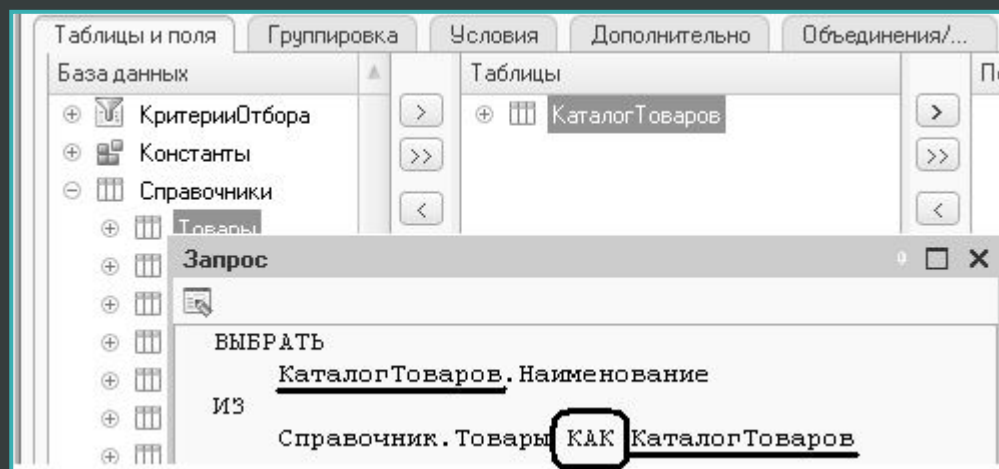 Таблицы и поля Группировка Условия Дополнительно Объединения/...
База данных Таблицы
КритерииОтбора > КаталогТоваров >
Константы >> >>
Справочники
Товары < <
Запрос
ВЫБРАТЬ
КаталогТоваров.Наименование
ИЗ
Справочник.Товары КАК КаталогТоваров